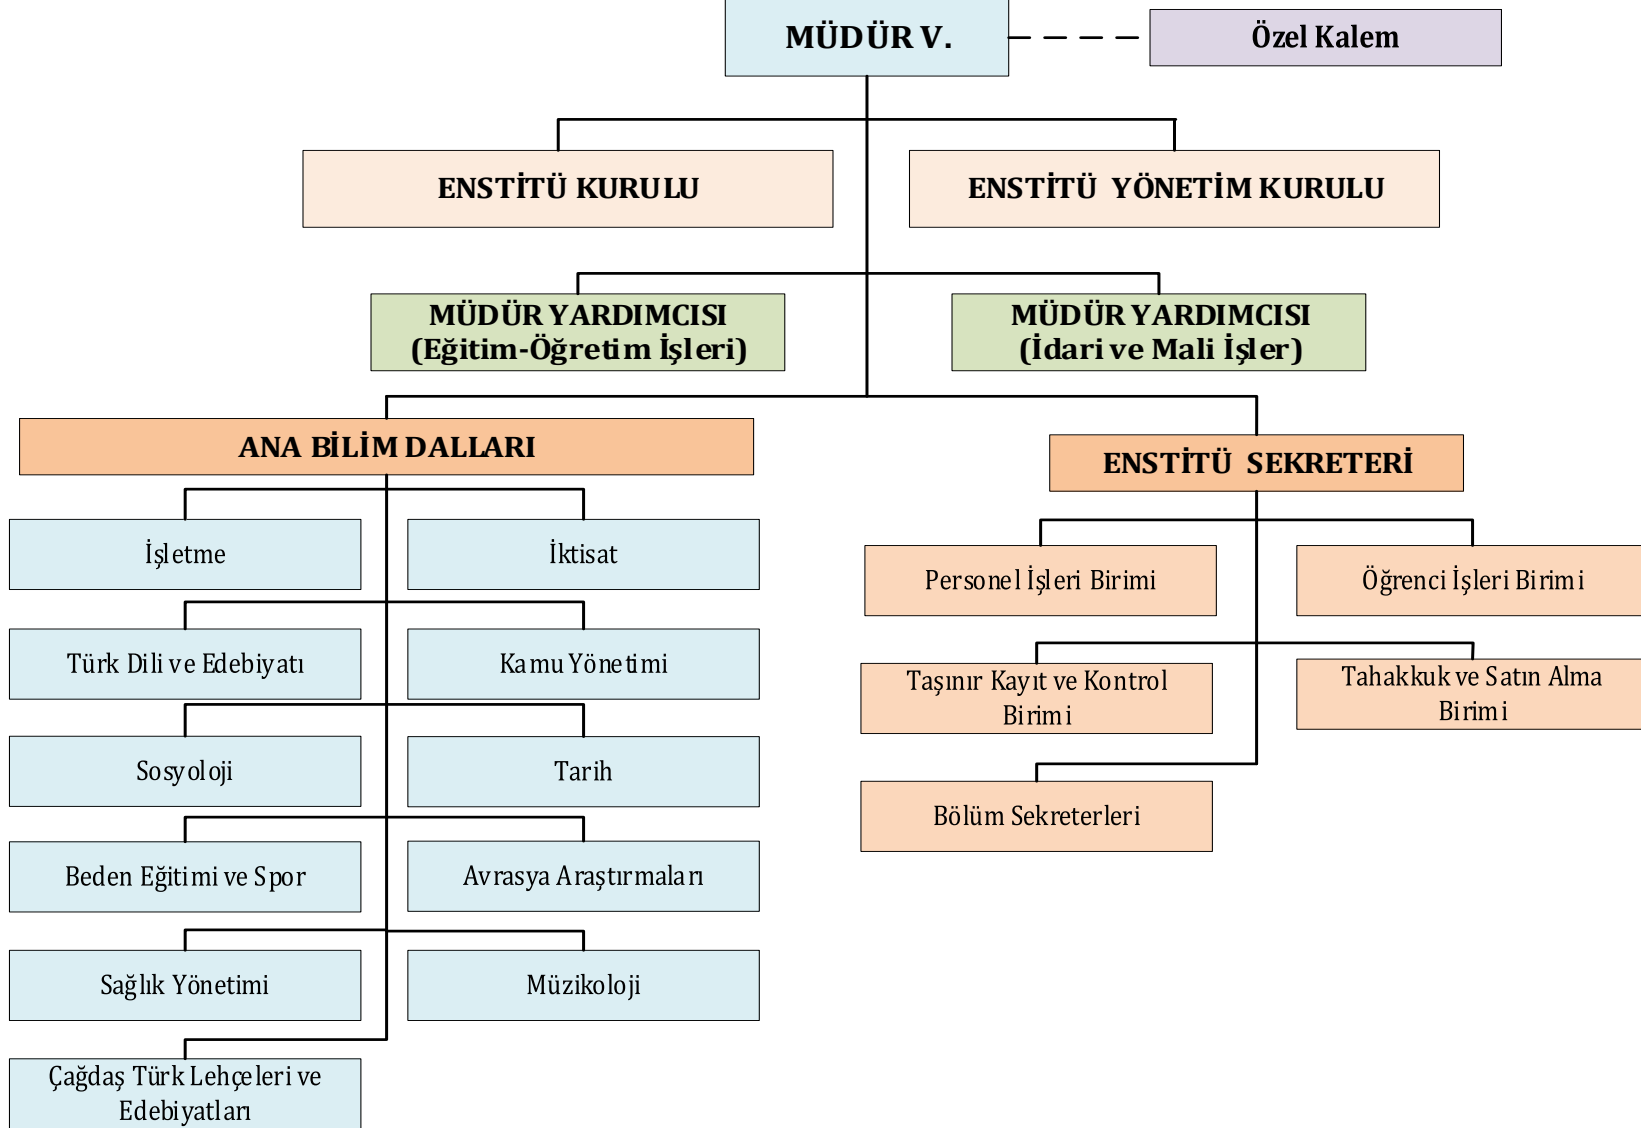 MÜDÜR V.
Özel Kalem
ENSTİTÜ KURULU
ENSTİTÜ YÖNETİM KURULU
MÜDÜR YARDIMCISI
(Eğitim-Öğretim İşleri)
MÜDÜR YARDIMCISI
(İdari ve Mali İşler)
ANA BİLİM DALLARI
ENSTİTÜ SEKRETERİ
İşletme
İktisat
Personel İşleri Birimi
Öğrenci İşleri Birimi
Türk Dili ve Edebiyatı
Kamu Yönetimi
Taşınır Kayıt ve Kontrol
Birimi
Tahakkuk ve Satın Alma
Birimi
Sosyoloji
Tarih
Bölüm Sekreterleri
Beden Eğitimi ve Spor
Avrasya Araştırmaları
Sağlık Yönetimi
Müzikoloji
Çağdaş Türk Lehçeleri ve
Edebiyatları